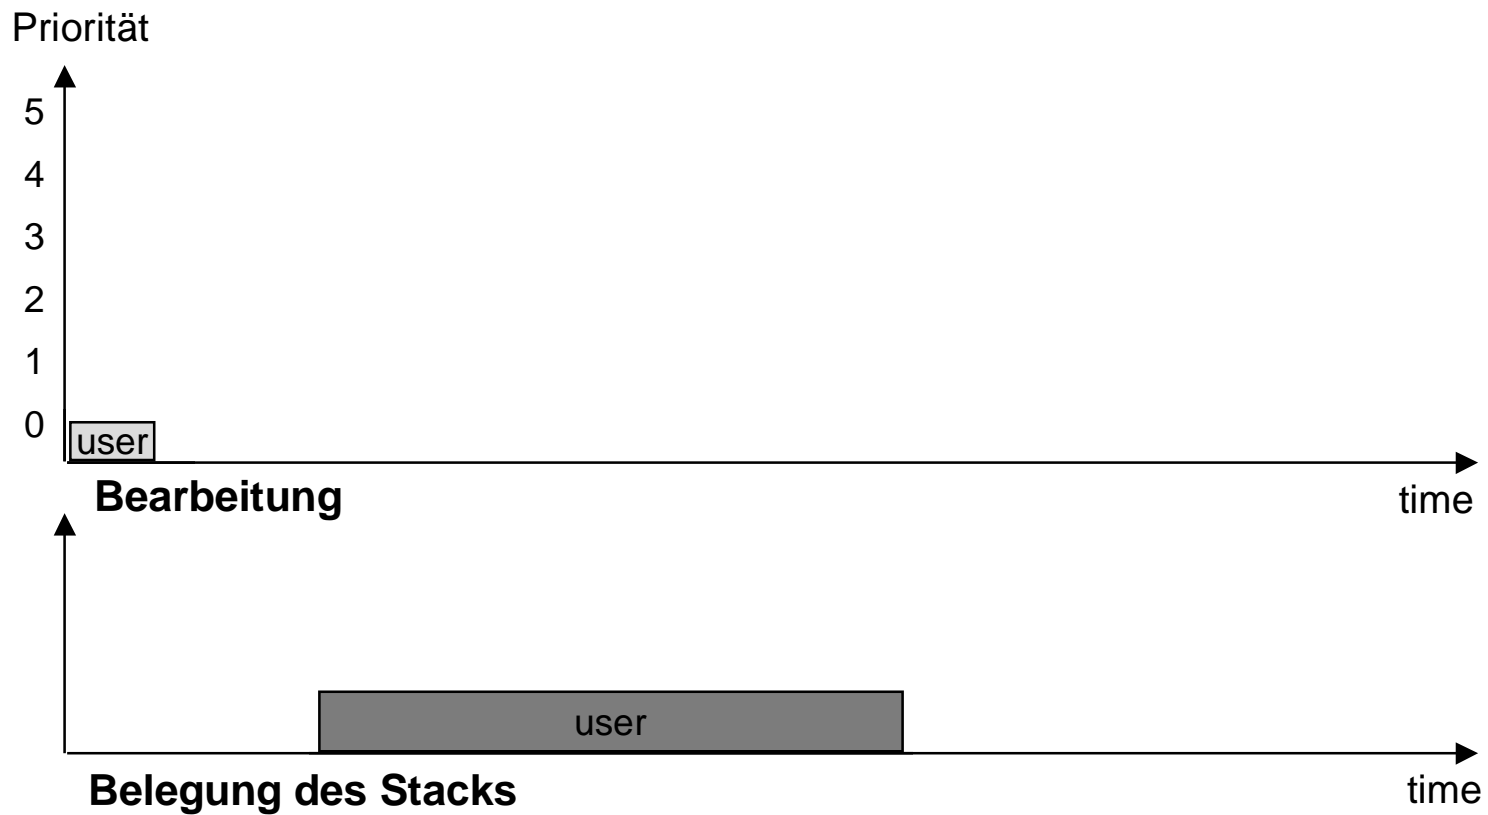 Priorität
5
4
3
2
1
0
user
Bearbeitung
time
user
Belegung des Stacks
time